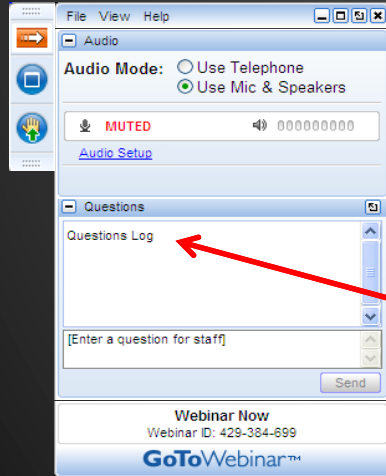 File View Help
Audio
Audio Mode: Use Telephone
Use Mic & Speakers
MUTED 000000000
Audio Setup
Questions
Questions Log
[Enter a question for staff]
Send
Webinar Now
Webinar ID: 429-384-699
GoToWebinar™